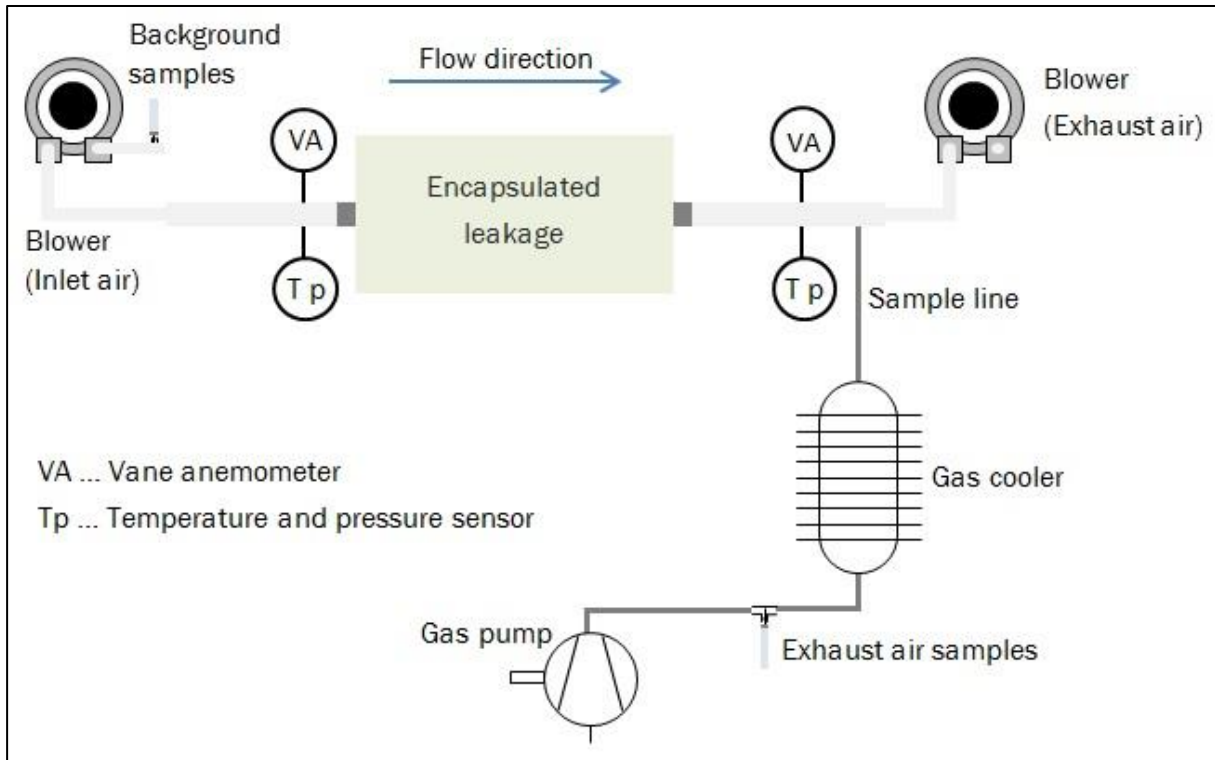 Background
samples
Flow direction
Blower
(Exhaust air)
VA
VA
Encapsulated
leakage
Blower
(Inlet air)
T p
T p
Sample line
VA ... Vane anemometer
Gas cooler
Tp ... Temperature and pressure sensor
Gas pump
Exhaust air samples